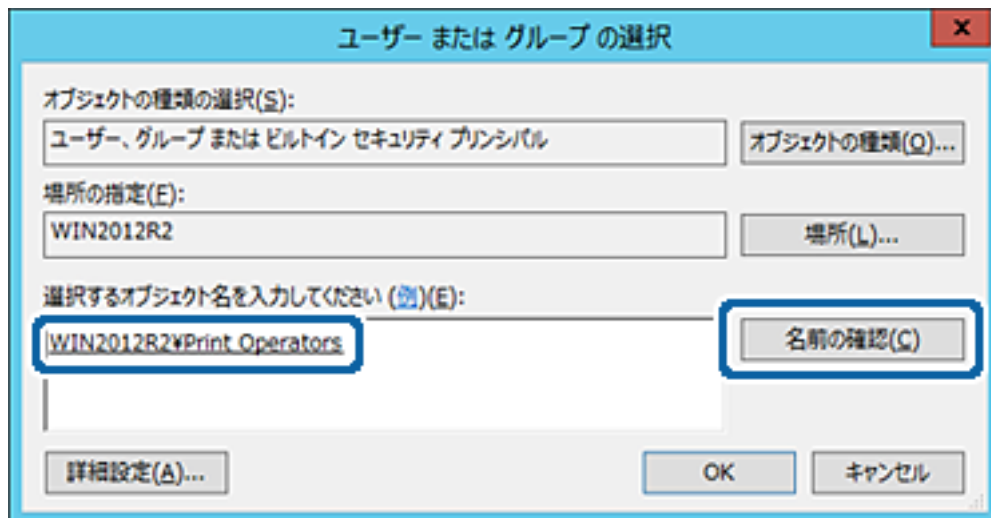 ユーザー または グループ の選択
x
オブジェクトの種類の選択(S):
ユーザー、グループ または ビルトイン セキュリティ プリンシパル
オブジェクトの種類(O)...
場所の指定(F):
WIN2012R2
場所(L)...
選択するオブジェクト名を入力してください (例)(E):
WIN2012R2¥Print Operators
名前の確認(C)
詳細設定(A)...
OK
キャンセル